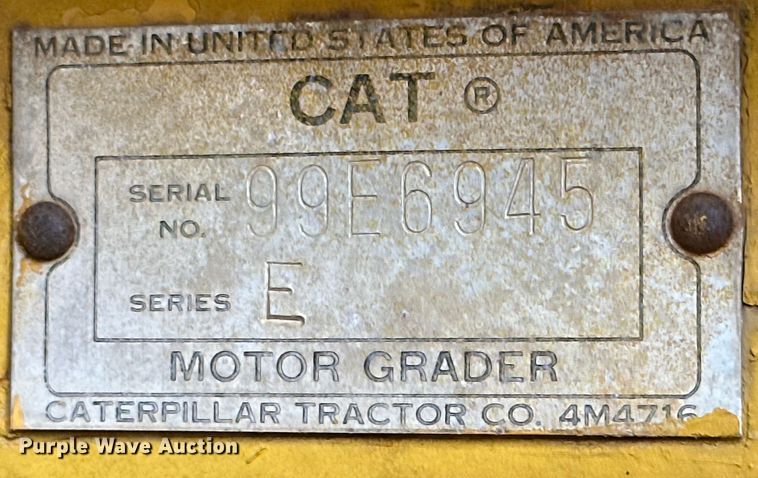 MADE IN UNITED STATES OF AMERICA
CAT ®
SERIAL NO. 99E6945
SERIES E
MOTOR GRADER
CATERPILLAR TRACTOR CO. 4M4716
Purple Wave Auction